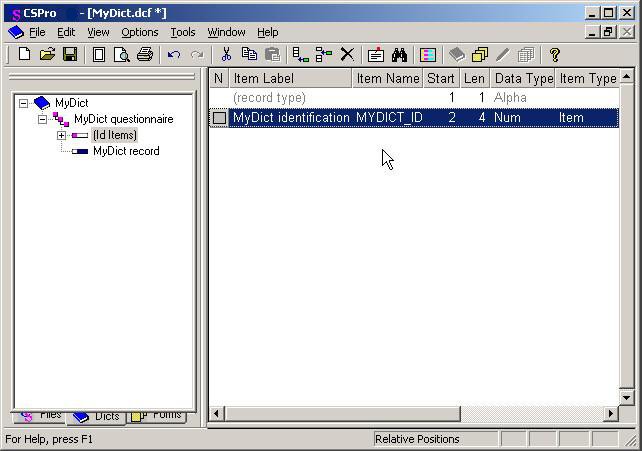 CSPro - [MyDict.dcf *]
File Edit View Options Tools Window Help
MyDict
MyDict questionnaire
(Id Items)
MyDict record
N Item Label Item Name Start Len Data Type Item Type
(record type) 1 1 Alpha
MyDict identification MYDICT_ID 2 4 Num Item
Files Dicts Forms
For Help, press F1 Relative Positions